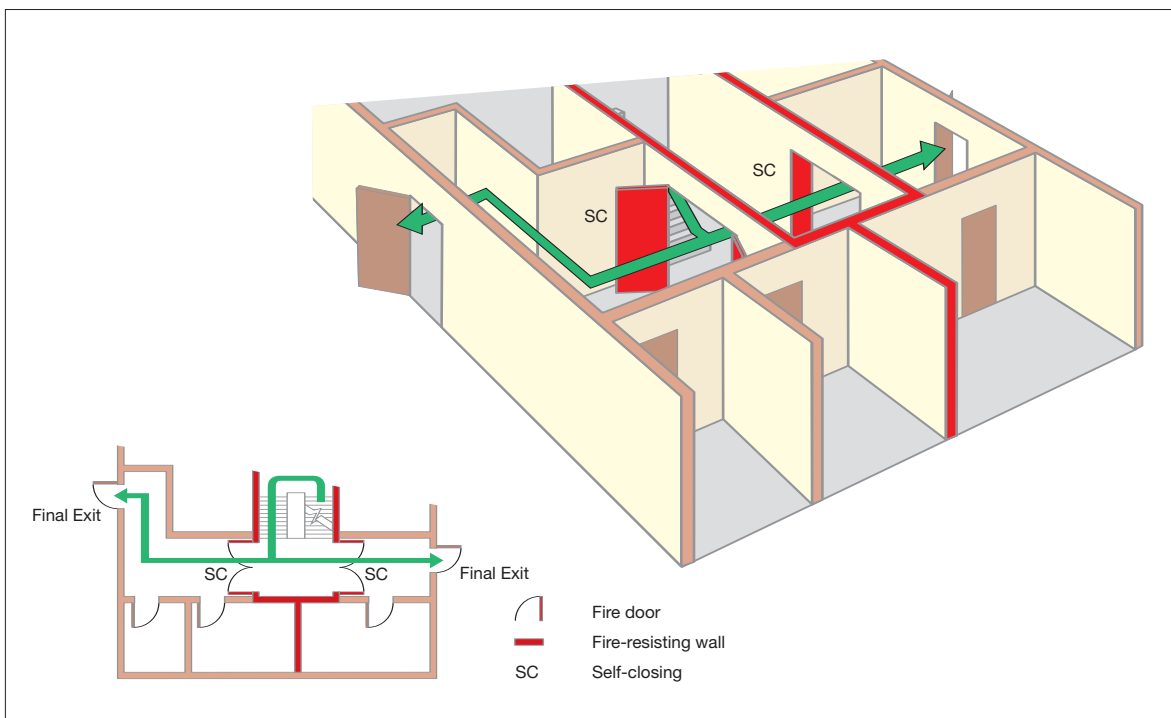 SC
SC
Final Exit
SC
SC
Final Exit
Fire door
Fire-resisting wall
SC
Self-closing